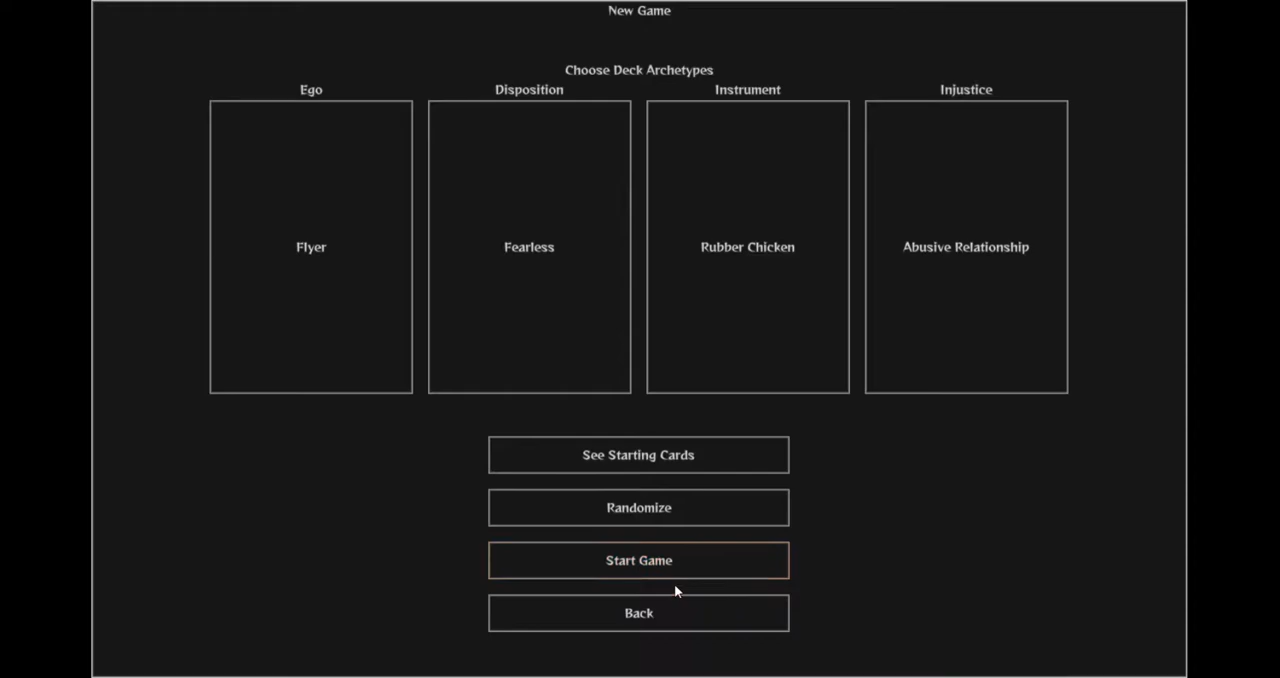 New Game
Choose Deck Archetypes
Ego
Disposition
Instrument
Injustice
Flyer
Fearless
Rubber Chicken
Abusive Relationship
See Starting Cards
Randomize
Start Game
Back